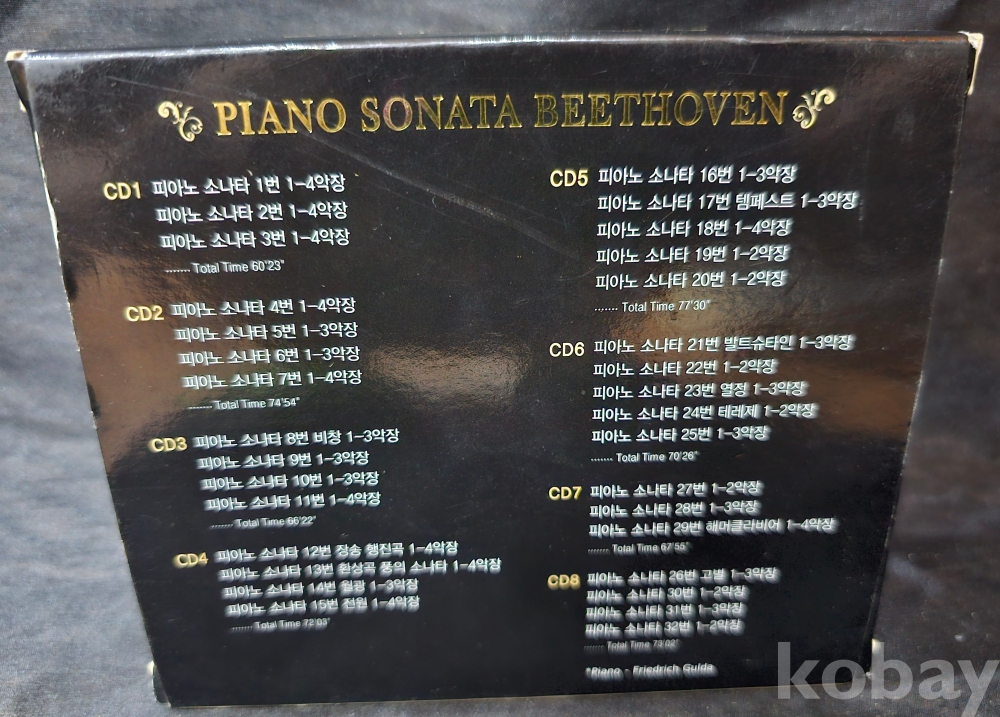 PIANO SONATA BEETHOVEN
CD1 피아노 소나타 1번 1-4악장
피아노 소나타 2번 1-4악장
피아노 소나타 3번 1-4악장
....... Total Time 60'23"
CD2 피아노 소나타 4번 1-4악장
피아노 소나타 5번 1-3악장
피아노 소나타 6번 1-3악장
피아노 소나타 7번 1-4악장
....... Total Time 74'54"
CD3 피아노 소나타 8번 비창 1-3악장
피아노 소나타 9번 1-3악장
피아노 소나타 10번 1-3악장
피아노 소나타 11번 1-4악장
....... Total Time 66'22"
CD4 피아노 소나타 12번 장송 행진곡 1-4악장
피아노 소나타 13번 환상곡 풍의 소나타 1-4악장
피아노 소나타 14번 월광 1-3악장
피아노 소나타 15번 전원 1-4악장
....... Total Time 72'03"
CD5 피아노 소나타 16번 1-3악장
피아노 소나타 17번 템페스트 1-3악장
피아노 소나타 18번 1-4악장
피아노 소나타 19번 1-2악장
피아노 소나타 20번 1-2악장
....... Total Time 77'30"
CD6 피아노 소나타 21번 발트슈타인 1-3악장
피아노 소나타 22번 1-2악장
피아노 소나타 23번 열정 1-3악장
피아노 소나타 24번 테레제 1-2악장
피아노 소나타 25번 1-3악장
....... Total Time 70'26"
CD7 피아노 소나타 27번 1-2악장
피아노 소나타 28번 1-3악장
피아노 소나타 29번 해머클라비어 1-4악장
....... Total Time 67'55"
CD8 피아노 소나타 26번 고별 1-3악장
피아노 소나타 30번 1-2악장
피아노 소나타 31번 1-3악장
피아노 소나타 32번 1-2악장
....... Total Time 73'02"
*Piano - Friedrich Gulda
kobay